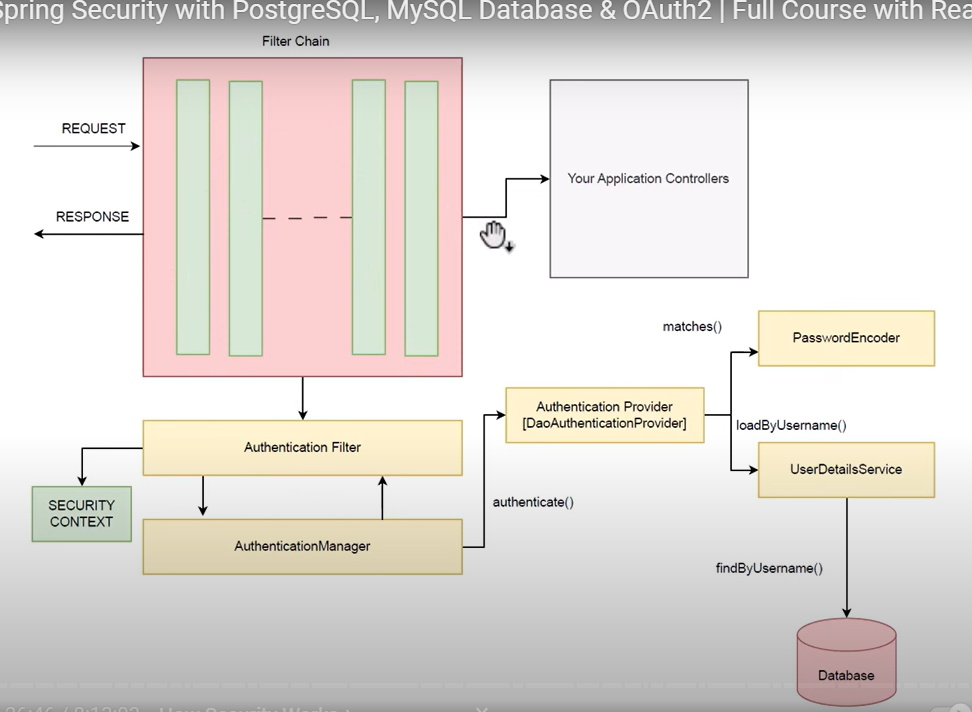 Spring Security with PostgreSQL, MySQL Database & OAuth2 | Full Course with Rea
Filter Chain
REQUEST
RESPONSE
Your Application Controllers
matches()
PasswordEncoder
Authentication Provider
[DaoAuthenticationProvider]
loadByUsername()
Authentication Filter
UserDetailsService
SECURITY
CONTEXT
authenticate()
AuthenticationManager
findByUsername()
Database